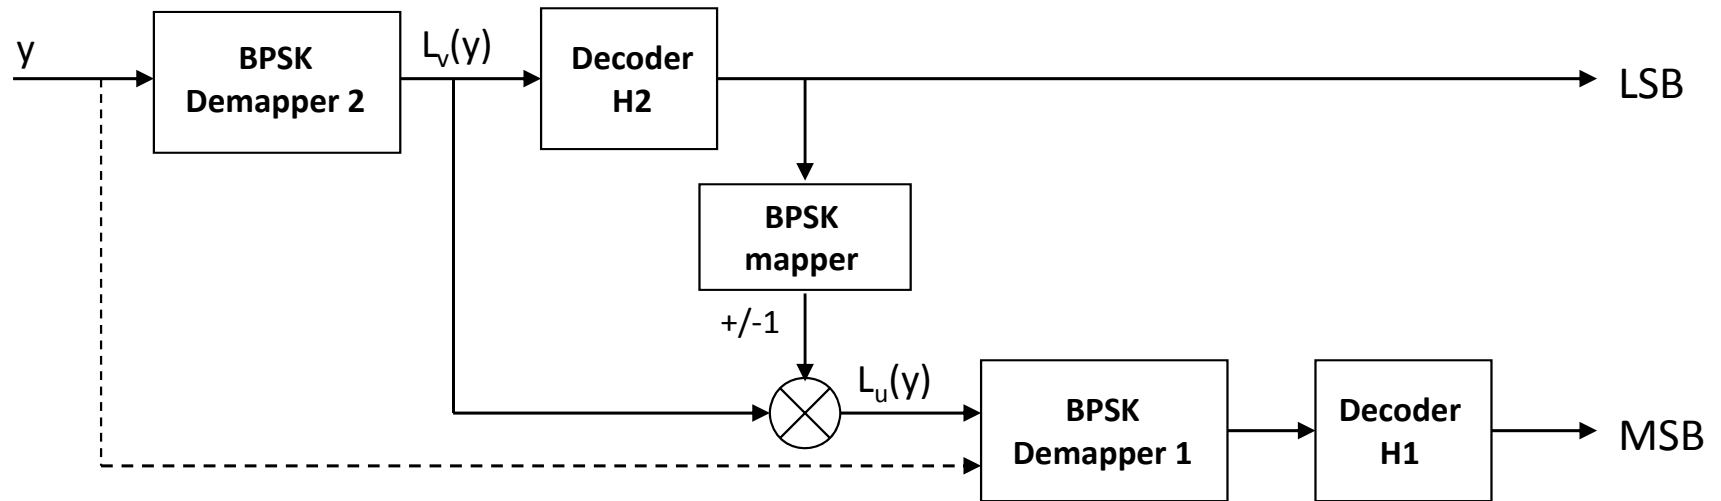 y
BPSK
Demapper 2
Lv(y)
Decoder
H2
LSB
BPSK
mapper
+/-1
Lu(y)
BPSK
Demapper 1
Decoder
H1
MSB